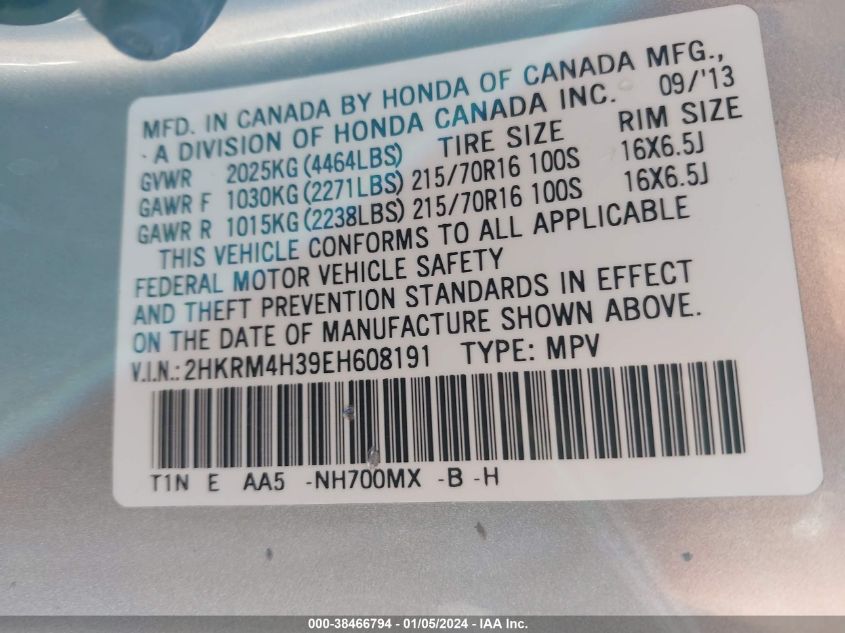 MFD. IN CANADA BY HONDA OF CANADA MFG.,
A DIVISION OF HONDA CANADA INC. 09/'13
GVWR 2025KG (4464LBS) TIRE SIZE RIM SIZE
GAWR F 1030KG (2271LBS) 215/70R16 100S 16X6.5J
GAWR R 1015KG (2238LBS) 215/70R16 100S 16X6.5J
THIS VEHICLE CONFORMS TO ALL APPLICABLE
FEDERAL MOTOR VEHICLE SAFETY
AND THEFT PREVENTION STANDARDS IN EFFECT
ON THE DATE OF MANUFACTURE SHOWN ABOVE.
V.I.N.: 2HKRM4H39EH608191 TYPE: MPV
T1N E AA5 -NH700MX -B -H
000-38466794 - 01/05/2024 - IAA Inc.